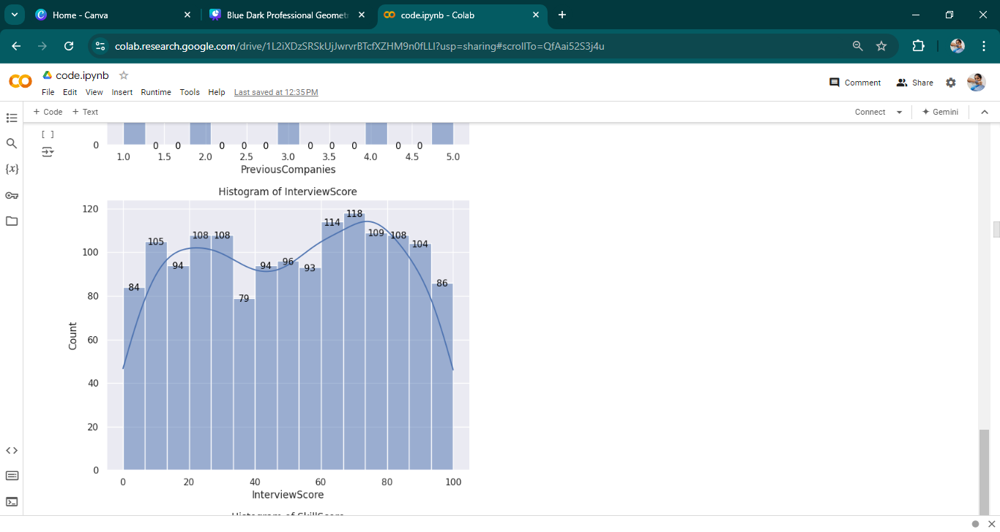 Home - Canva
Blue Dark Professional Geomet
code.ipynb - Colab
colab.research.google.com/drive/1L2iXDzSRSkUjJwrvrBTcfXZHM9n0fLLI?usp=sharing#scrollTo=QfAai52S3j4u
code.ipynb
File Edit View Insert Runtime Tools Help Last saved at 12:35 PM
Comment Share
+ Code + Text
Connect Gemini
[ ]
{x}
0
0 0 0 0 0 0 0 0 0 0
1.0 1.5 2.0 2.5 3.0 3.5 4.0 4.5 5.0
PreviousCompanies
Histogram of InterviewScore
120
100
80
60
40
20
0
Count
84 105 94 108 108 79 94 96 93 114 118 109 108 104 86
0 20 40 60 80 100
InterviewScore
Histogram of SkillScore